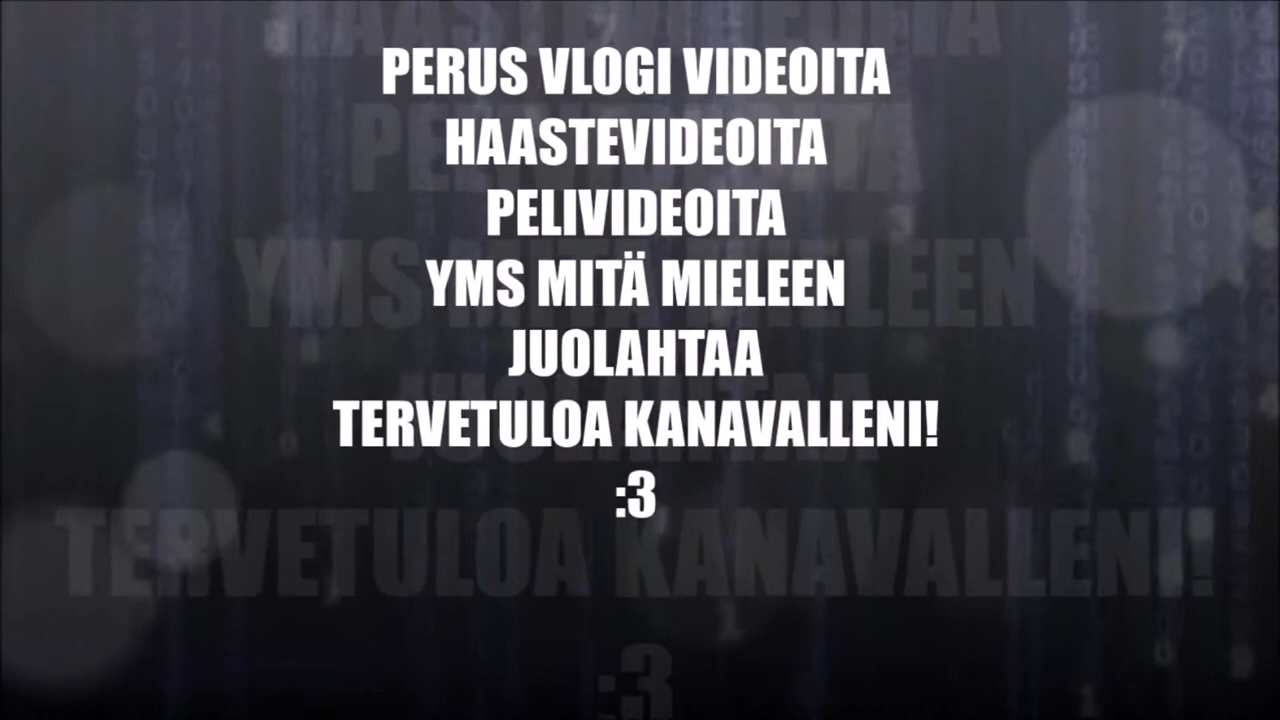 PERUS VLOGI VIDEOITA
HAASTEVIDEOITA
PELIVIDEOITA
YMS MITÄ MIELEEN
JUOLAHTAA
TERVETULOA KANAVALLENI!
:3